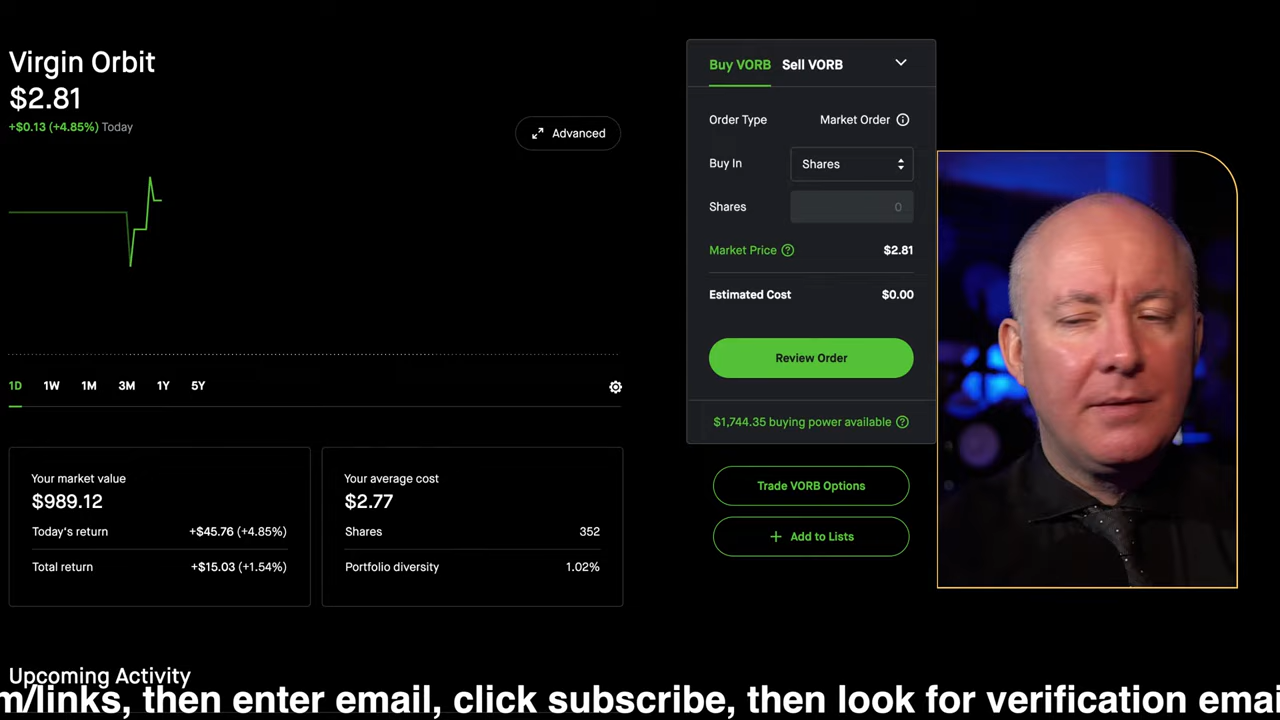 Virgin Orbit
$2.81
+$0.13 (+4.85%) Today
Advanced
1D 1W 1M 3M 1Y 5Y
Your market value
$989.12
Today's return +$45.76 (+4.85%)
Total return +$15.03 (+1.54%)
Your average cost
$2.77
Shares 352
Portfolio diversity 1.02%
Buy VORB Sell VORB
Order Type Market Order
Buy In Shares
Shares 0
Market Price $2.81
Estimated Cost $0.00
Review Order
$1,744.35 buying power available
Trade VORB Options
+ Add to Lists
Upcoming Activity
m/links, then enter email, click subscribe, then look for verification emai